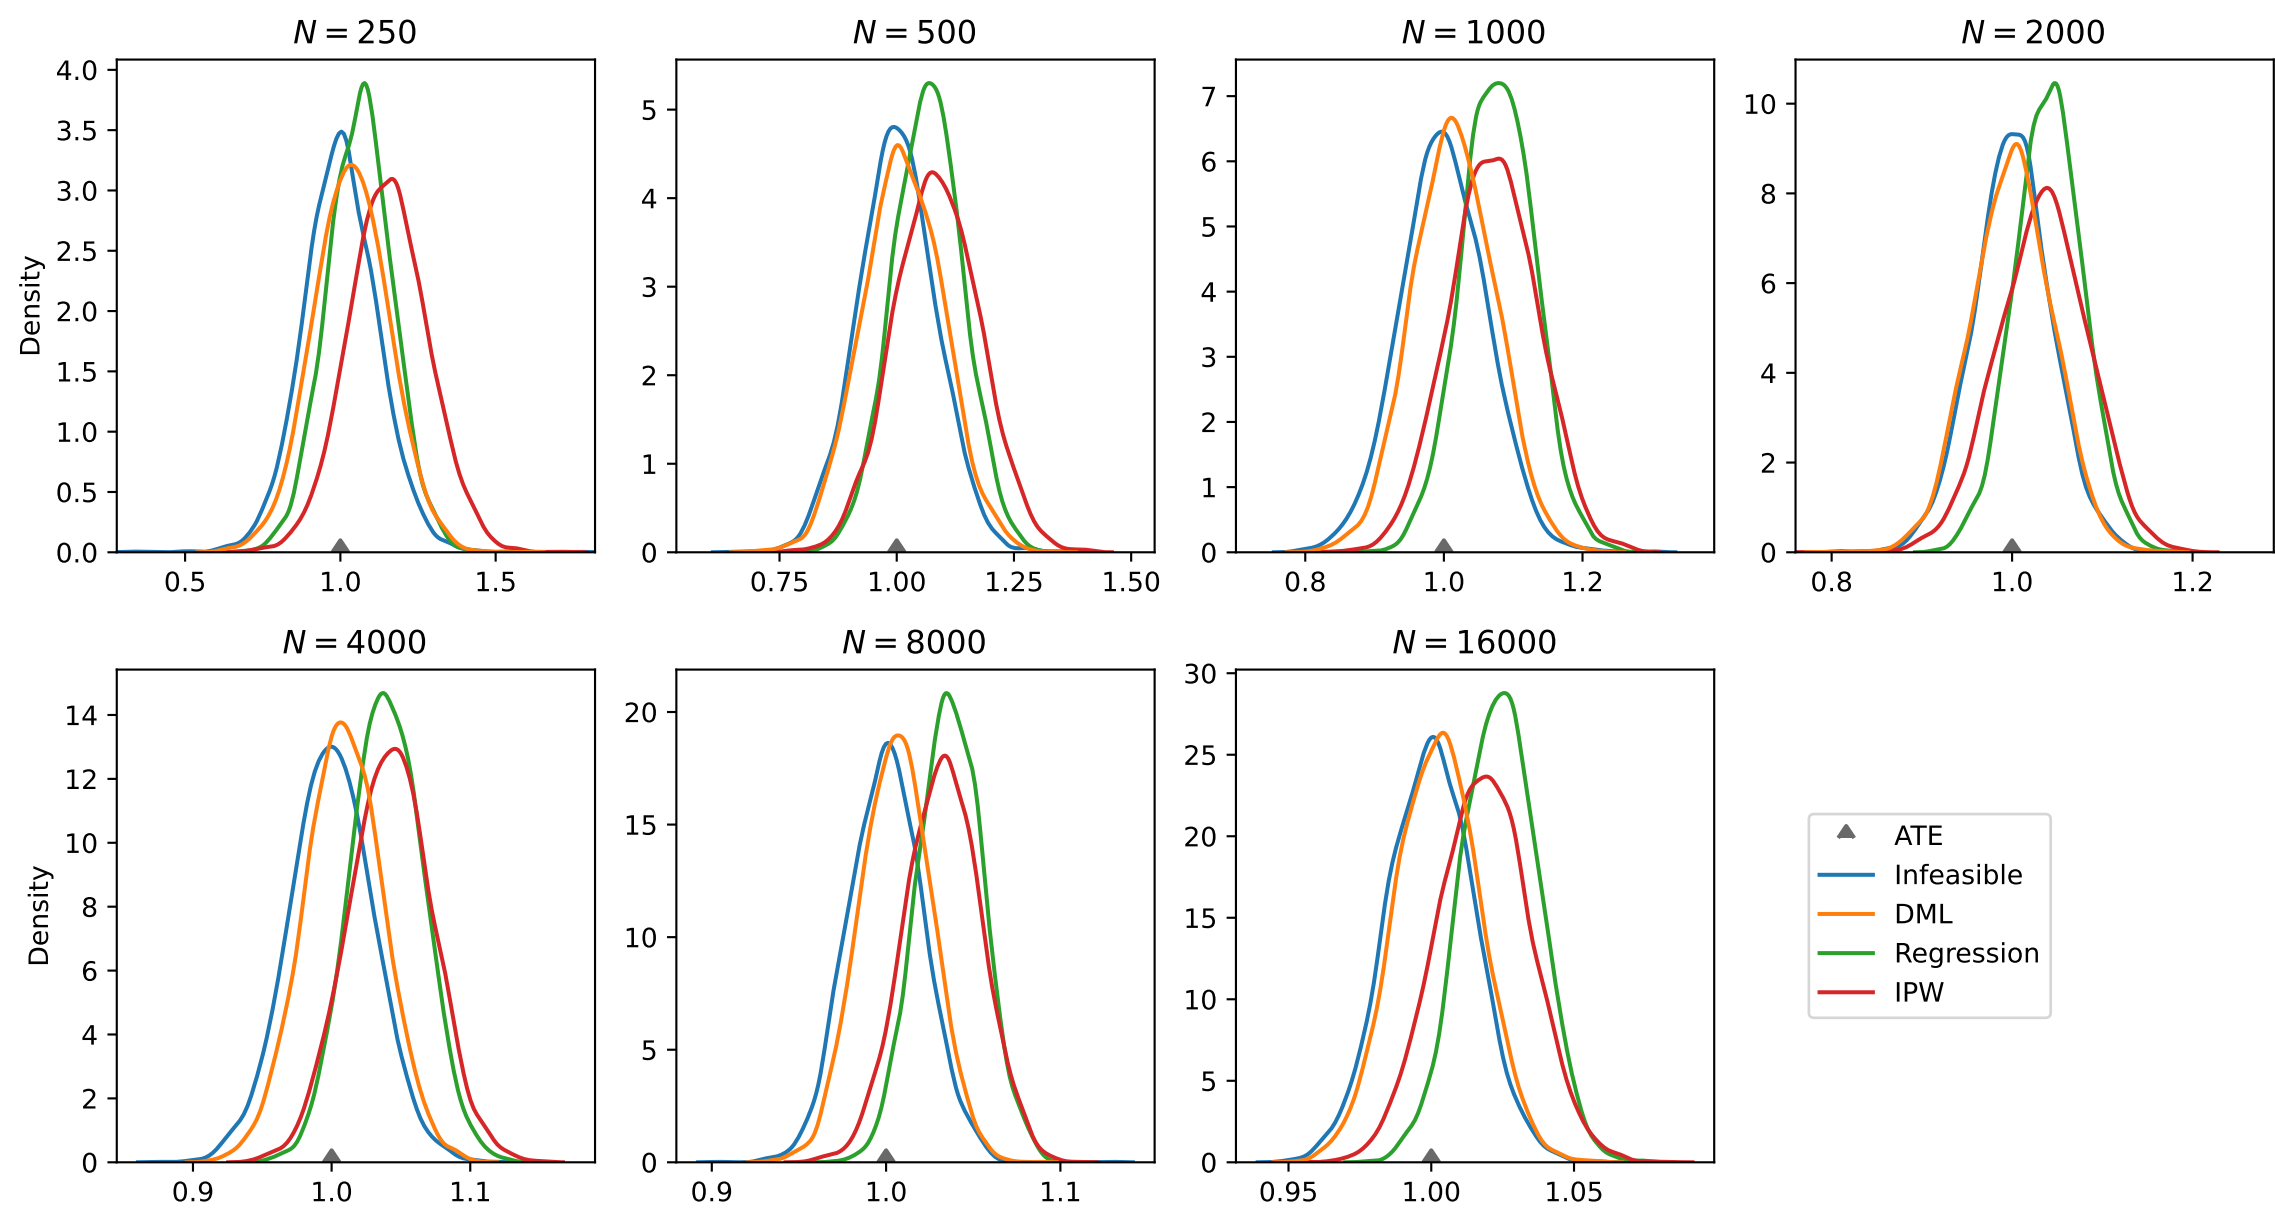 N = 250
N = 500
N = 1000
N = 2000
Density
4.0
3.5
3.0
2.5
2.0
1.5
1.0
0.5
0.0
0.5 1.0 1.5
5
4
3
2
1
0
0.75 1.00 1.25 1.50
7
6
5
4
3
2
1
0
0.8 1.0 1.2
10
8
6
4
2
0
0.8 1.0 1.2
N = 4000
N = 8000
N = 16000
Density
14
12
10
8
6
4
2
0
0.9 1.0 1.1
20
15
10
5
0
0.9 1.0 1.1
30
25
20
15
10
5
0
0.95 1.00 1.05
ATE
Infeasible
DML
Regression
IPW